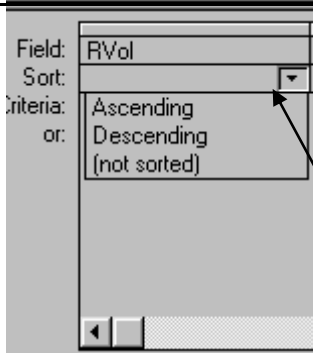 Field: RVol
Sort:
Criteria: Ascending
or: Descending
(not sorted)